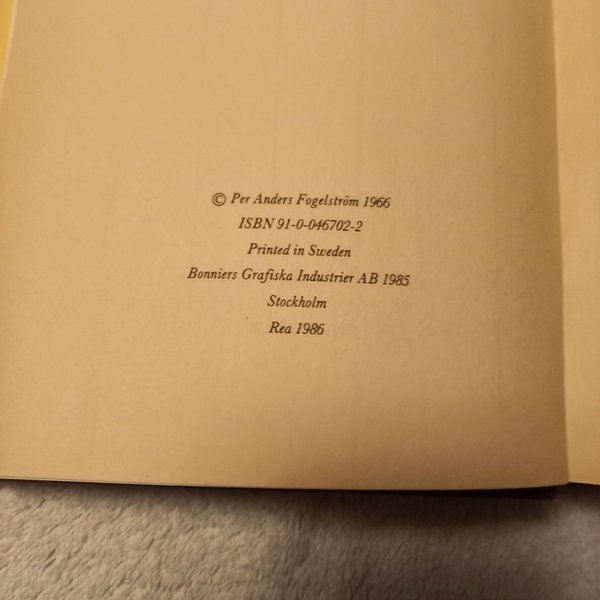 © Per Anders Fogelström 1966
ISBN 91-0-046702-2
Printed in Sweden
Bonniers Grafiska Industrier AB 1985
Stockholm
Rea 1986